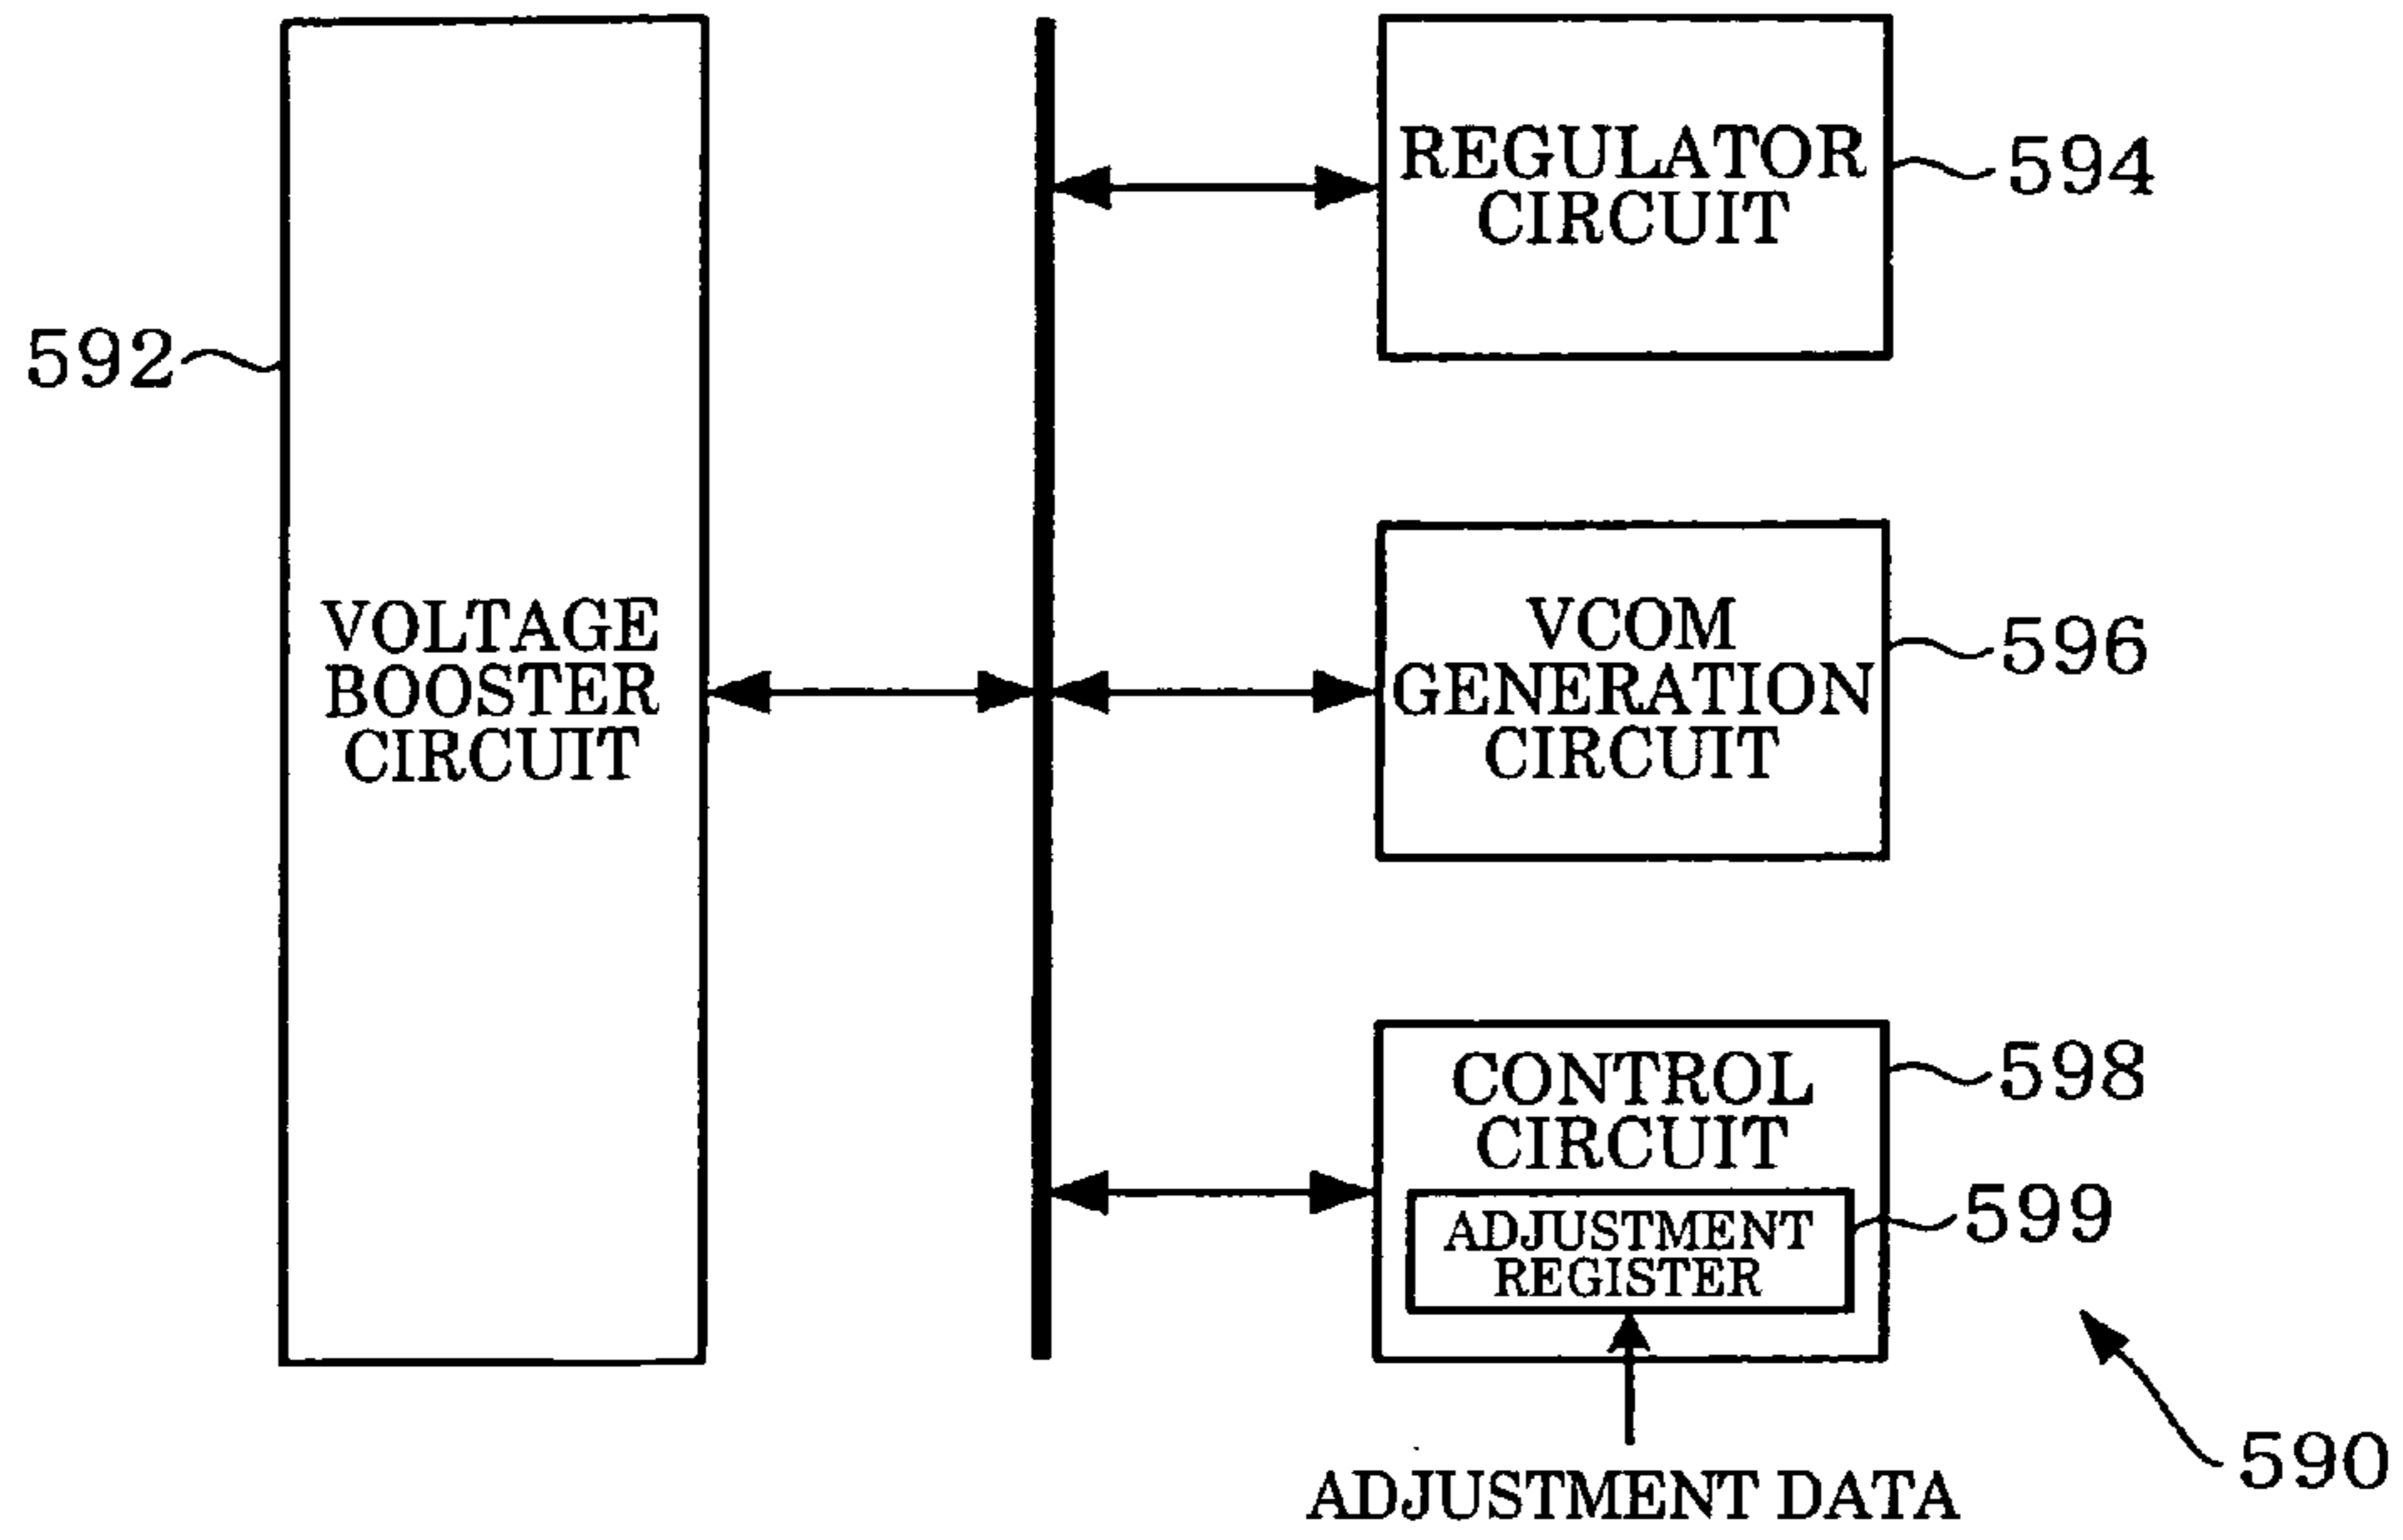 592
VOLTAGE
BOOSTER
CIRCUIT
REGULATOR
CIRCUIT
594
VCOM
GENERATION
CIRCUIT
596
CONTROL
CIRCUIT
598
ADJUSTMENT
REGISTER
599
590
ADJUSTMENT DATA